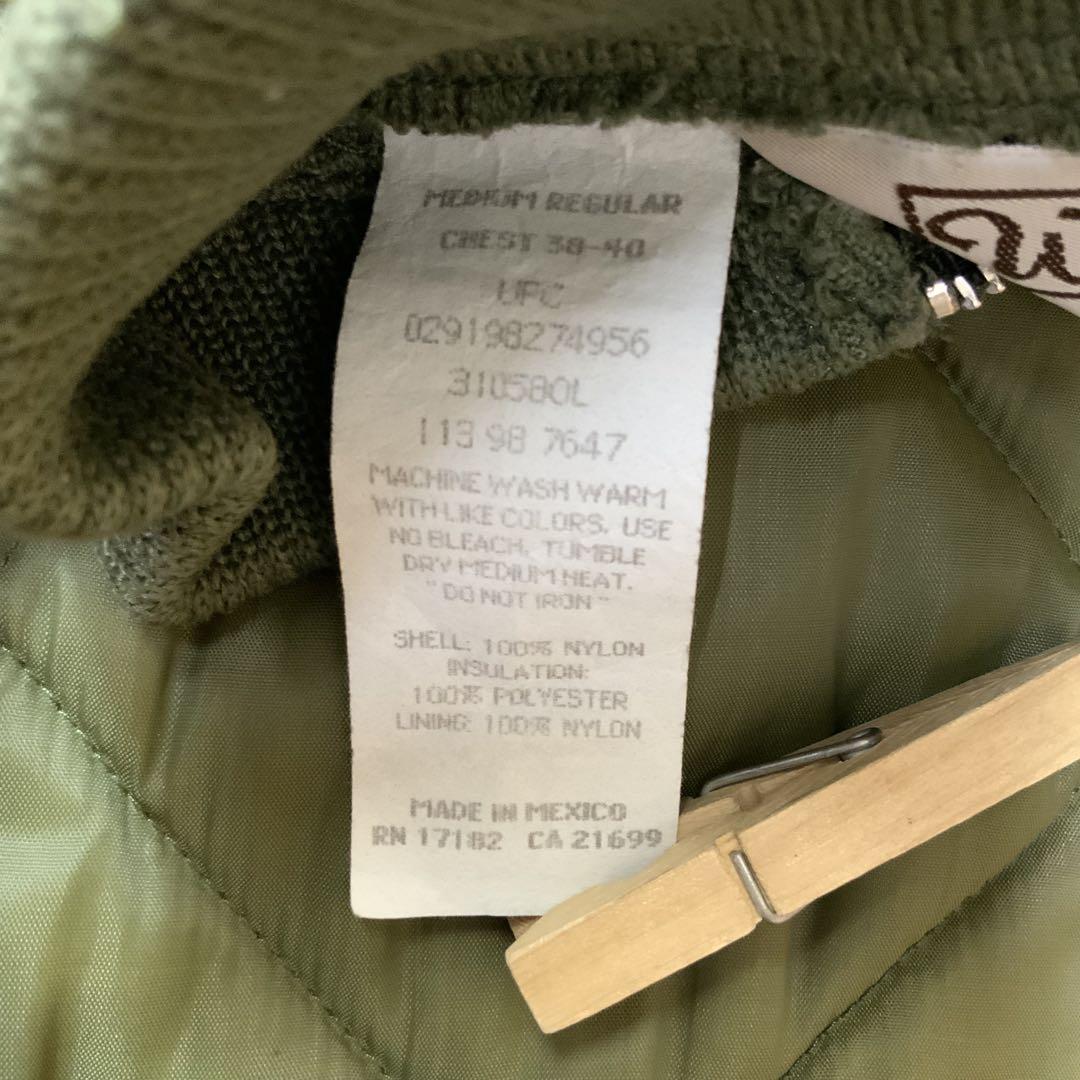 MEDIUM REGULAR
CHEST 38-40
UPC
029198274956
310580L
113 98 7647
MACHINE WASH WARM
WITH LIKE COLORS. USE
NO BLEACH. TUMBLE
DRY MEDIUM HEAT.
"DO NOT IRON"
SHELL: 100% NYLON
INSULATION:
100% POLYESTER
LINING: 100% NYLON
MADE IN MEXICO
RN 17182 CA 21699